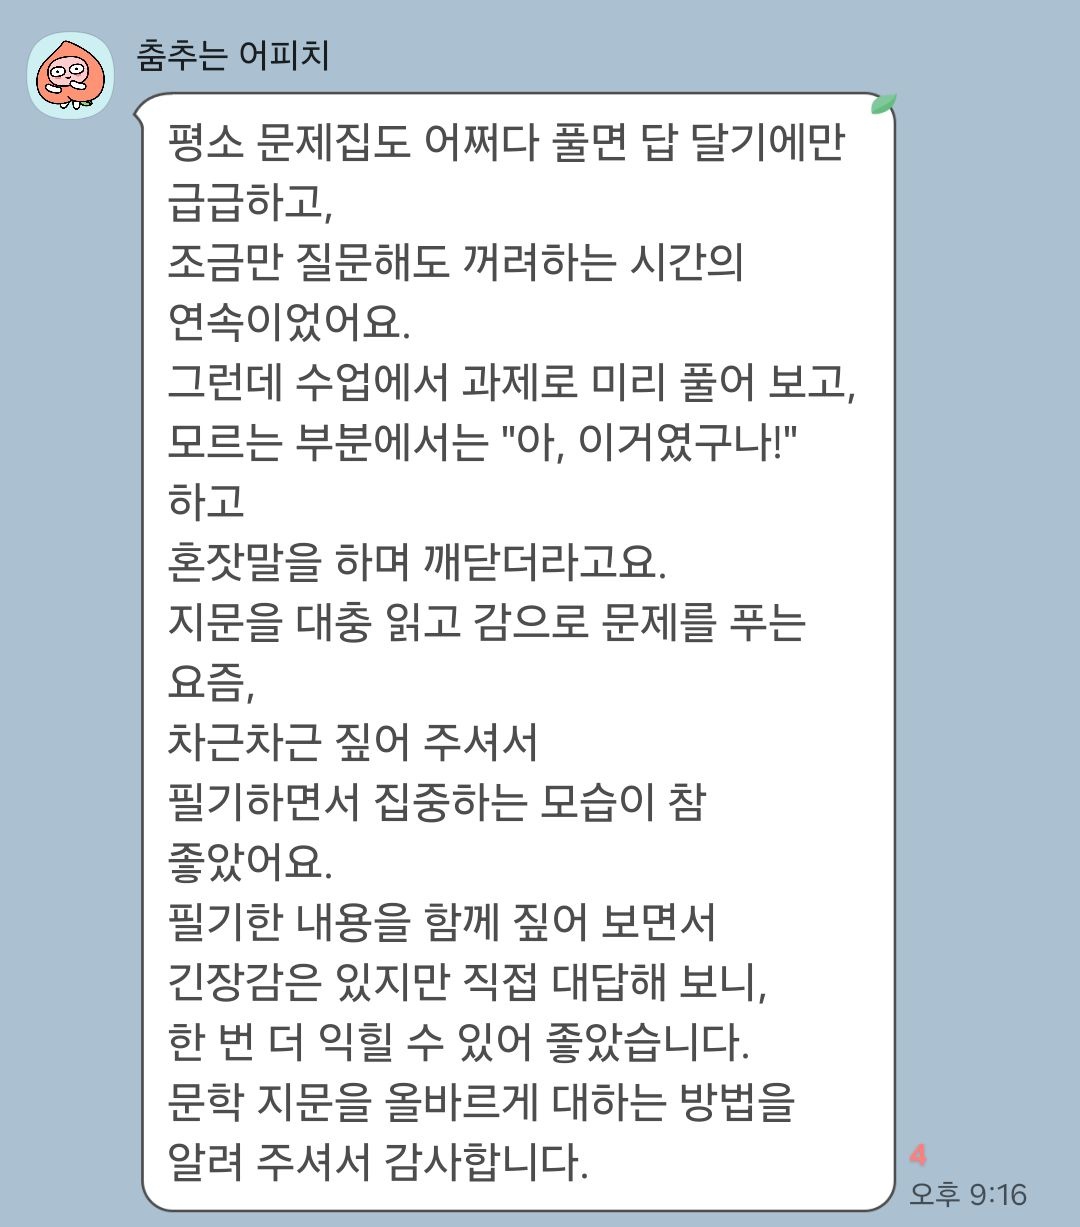 춤추는 어피치
평소 문제집도 어쩌다 풀면 답 달기에만
급급하고,
조금만 질문해도 꺼려하는 시간의
연속이었어요.
그런데 수업에서 과제로 미리 풀어 보고,
모르는 부분에서는 "아, 이거였구나!"
하고
혼잣말을 하며 깨닫더라고요.
지문을 대충 읽고 감으로 문제를 푸는
요즘,
차근차근 짚어 주셔서
필기하면서 집중하는 모습이 참
좋았어요.
필기한 내용을 함께 짚어 보면서
긴장감은 있지만 직접 대답해 보니,
한 번 더 익힐 수 있어 좋았습니다.
문학 지문을 올바르게 대하는 방법을
알려 주셔서 감사합니다.
4
오후 9:16